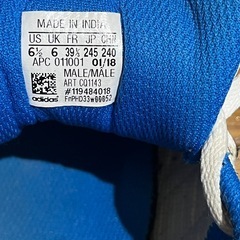 MADE IN INDIA
US UK FR JP CHN
6½ 6 39⅓ 245 240
APC 011001 01/18
MALE/MÂLE
ART CQ1143
#119484018
adidas